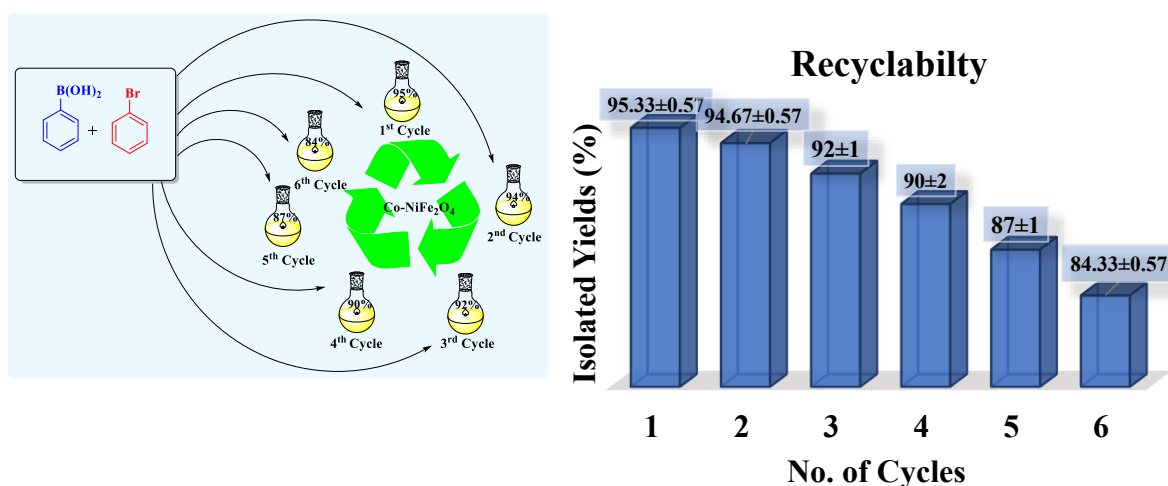 B(OH)₂
Br
+
95%
1st Cycle
84%
6th Cycle
94%
2nd Cycle
87%
5th Cycle
Co-NiFe₂O₄
90%
4th Cycle
92%
3rd Cycle
Recyclabilty
95.33±0.57
94.67±0.57
92±1
90±2
87±1
84.33±0.57
Isolated Yields (%)
1 2 3 4 5 6
No. of Cycles